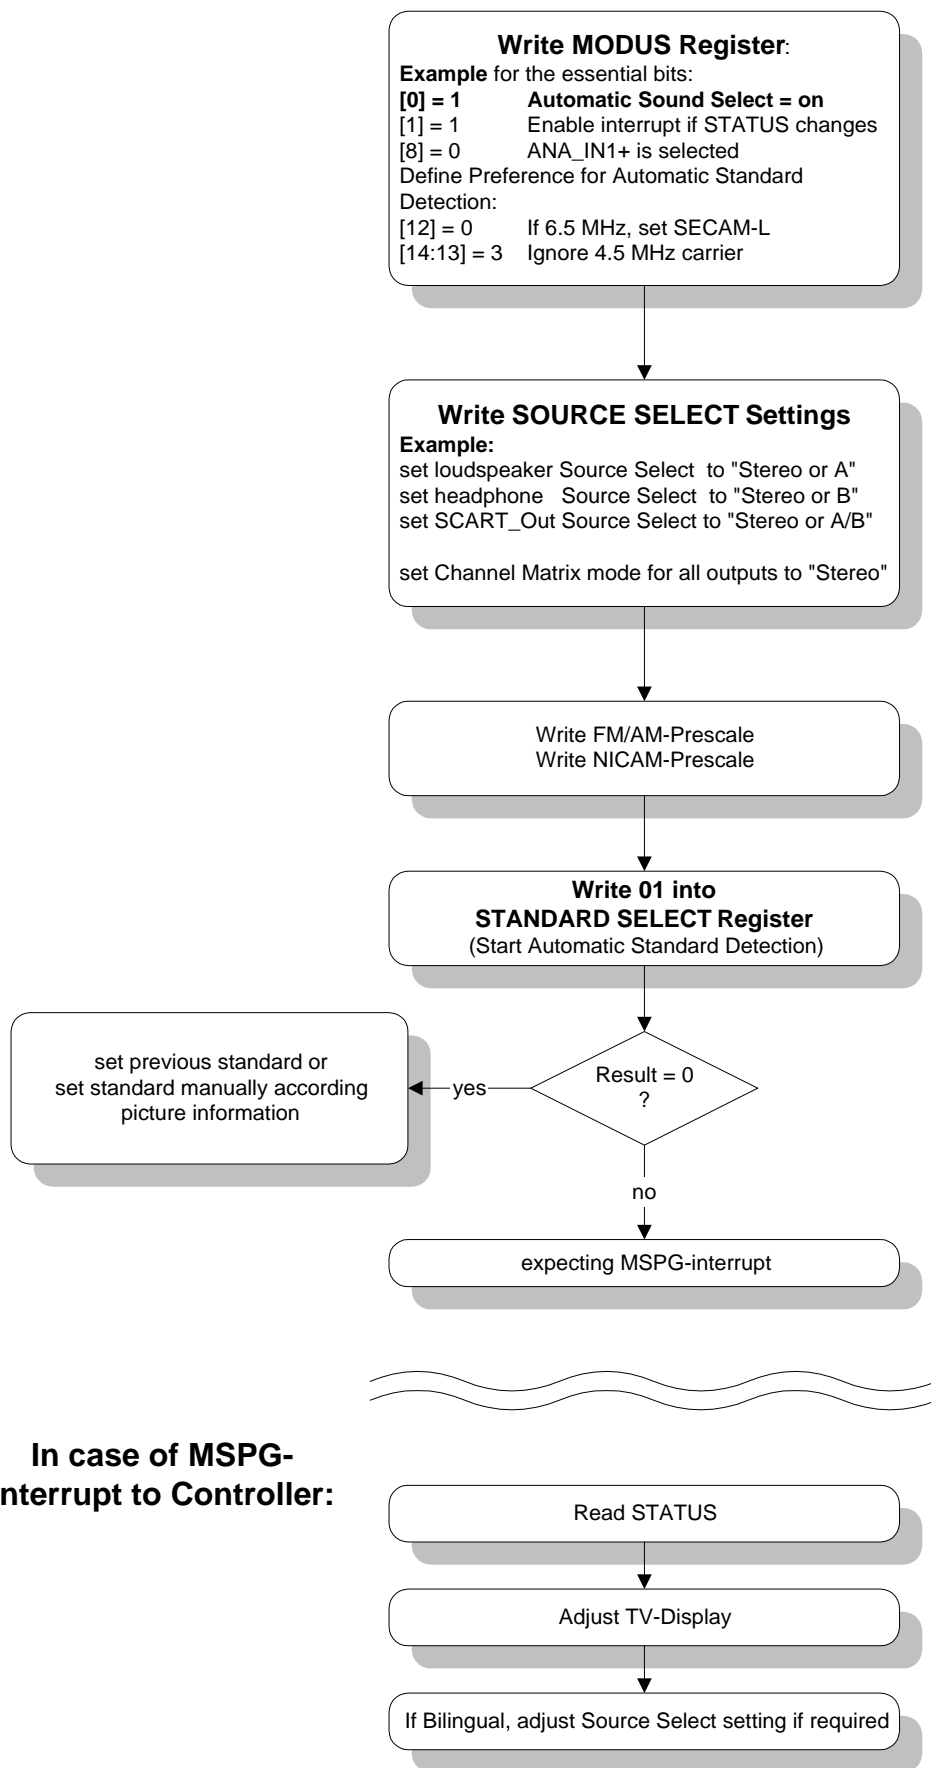 Write MODUS Register:
Example for the essential bits:
[0] = 1 Automatic Sound Select = on
[1] = 1 Enable interrupt if STATUS changes
[8] = 0 ANA_IN1+ is selected
Define Preference for Automatic Standard
Detection:
[12] = 0 If 6.5 MHz, set SECAM-L
[14:13] = 3 Ignore 4.5 MHz carrier
Write SOURCE SELECT Settings
Example:
set loudspeaker Source Select to "Stereo or A"
set headphone Source Select to "Stereo or B"
set SCART_Out Source Select to "Stereo or A/B"
set Channel Matrix mode for all outputs to "Stereo"
Write FM/AM-Prescale
Write NICAM-Prescale
Write 01 into
STANDARD SELECT Register
(Start Automatic Standard Detection)
set previous standard or
set standard manually according
picture information
yes
Result = 0
?
no
expecting MSPG-interrupt
In case of MSPG-
nterrupt to Controller:
Read STATUS
Adjust TV-Display
If Bilingual, adjust Source Select setting if required